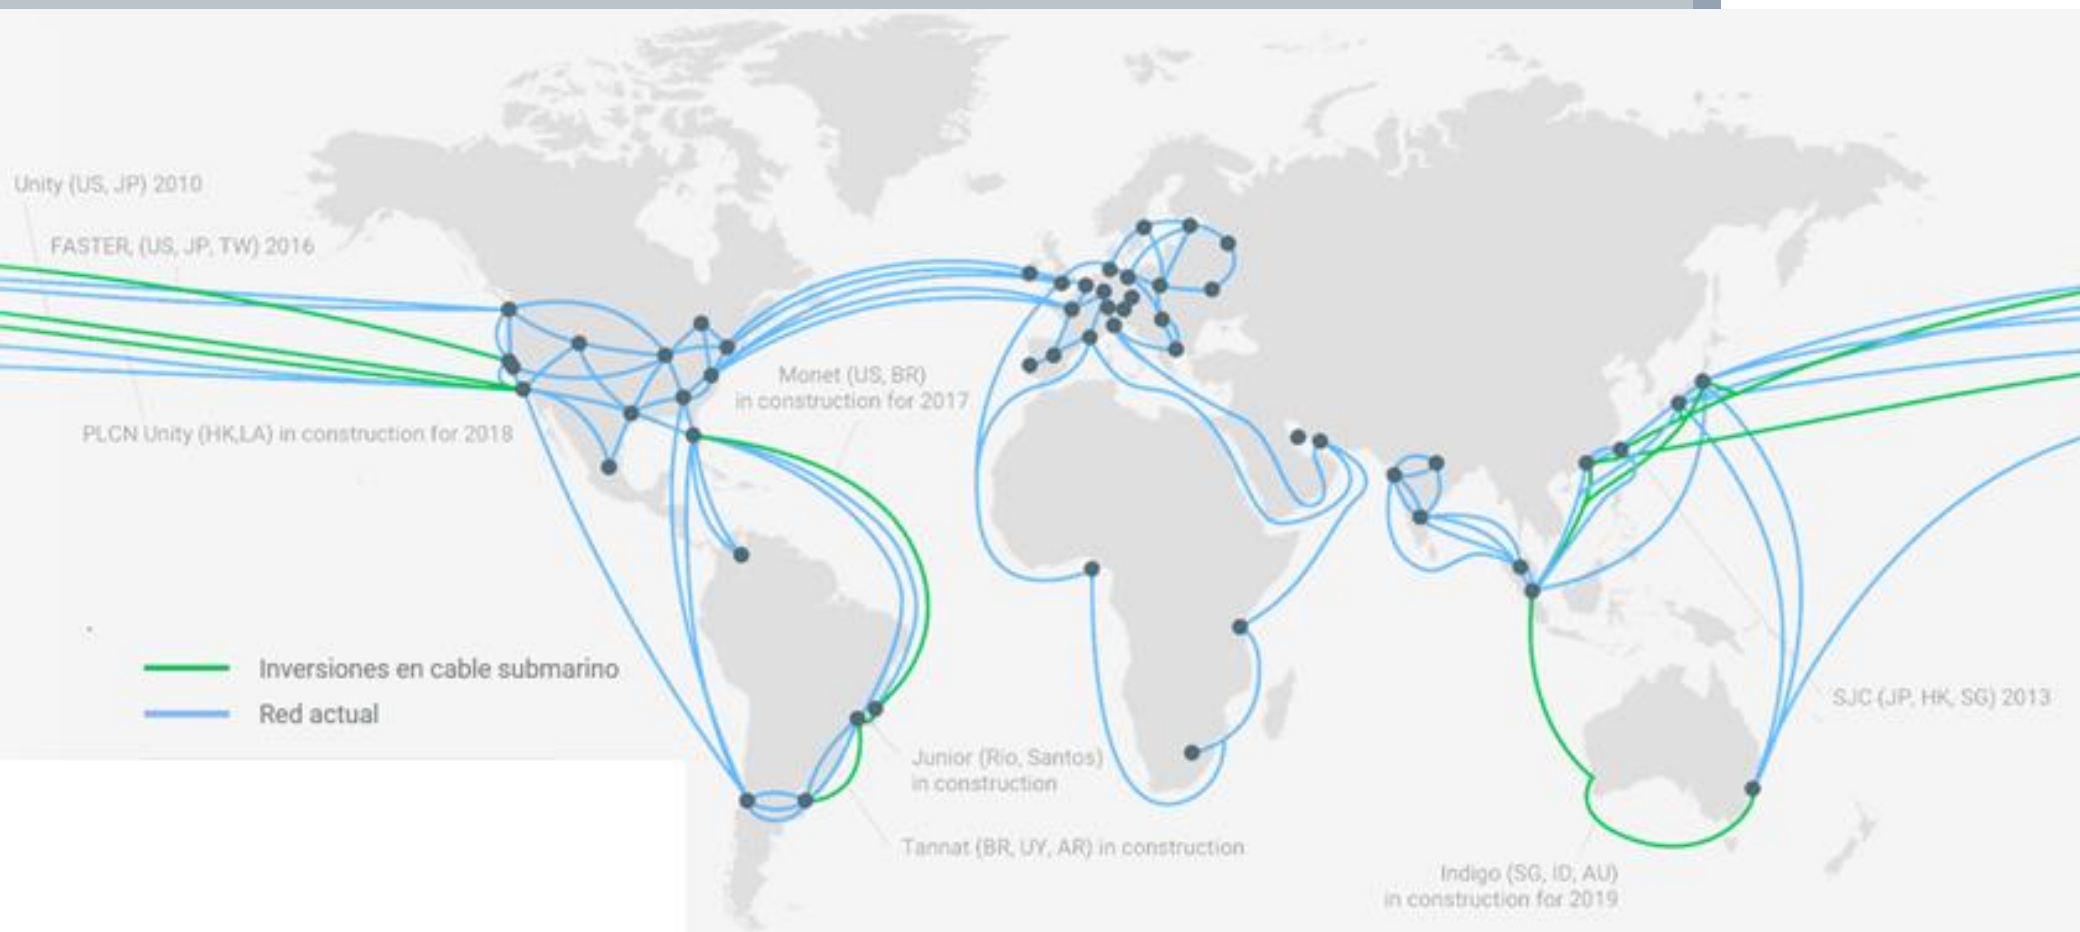 Unity (US, JP) 2010
FASTER, (US, JP, TW) 2016
Monet (US, BR)
in construction for 2017
PLCN Unity (HK,LA) in construction for 2018
Inversiones en cable submarino
Red actual
SJC (JP, HK, SG) 2013
Junior (Rio, Santos)
in construction
Tannat (BR, UY, AR) in construction
Indigo (SG, ID, AU)
in construction for 2019